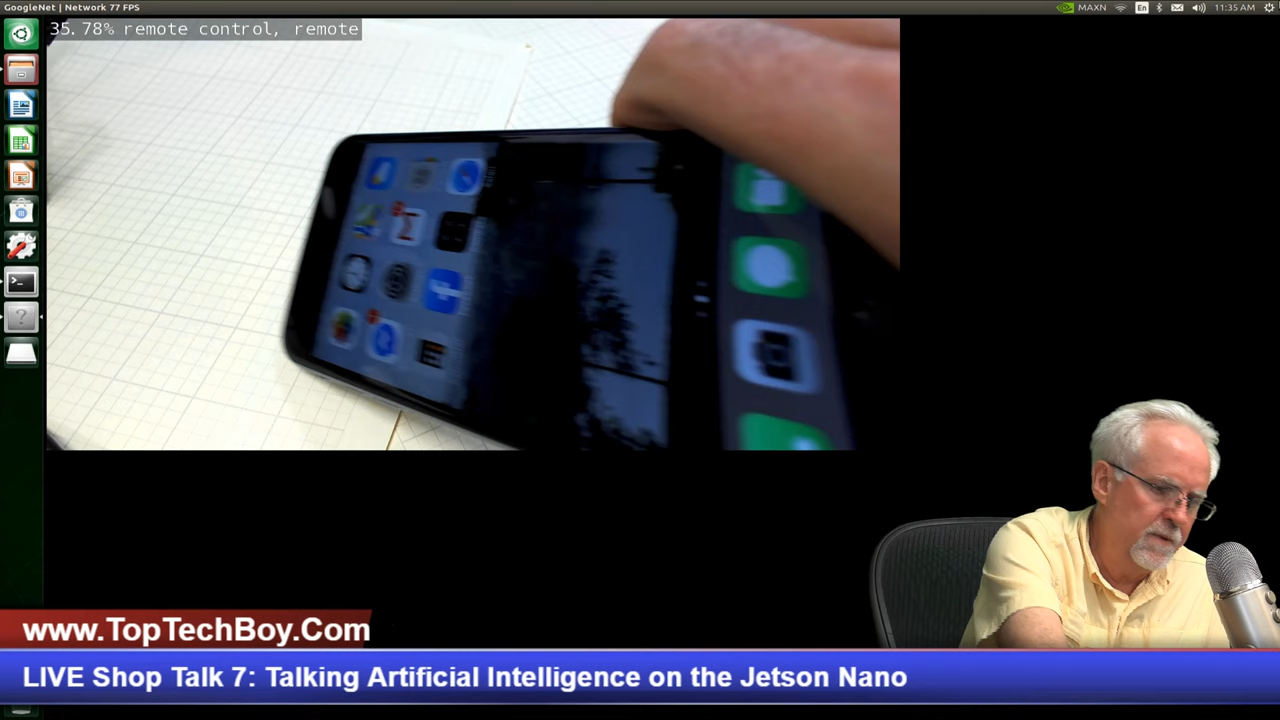 GoogleNet | Network 77 FPS
MAXN En 11:35 AM
35.78% remote control, remote
www.TopTechBoy.Com
LIVE Shop Talk 7: Talking Artificial Intelligence on the Jetson Nano